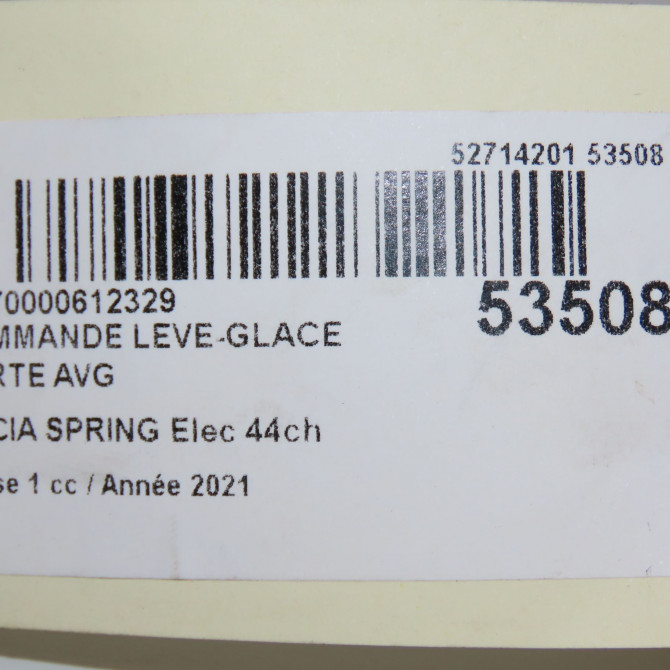 52714201 53508
70000612329
53508
MMANDE LEVE-GLACE
RTE AVG
CIA SPRING Elec 44ch
se 1 cc / Année 2021